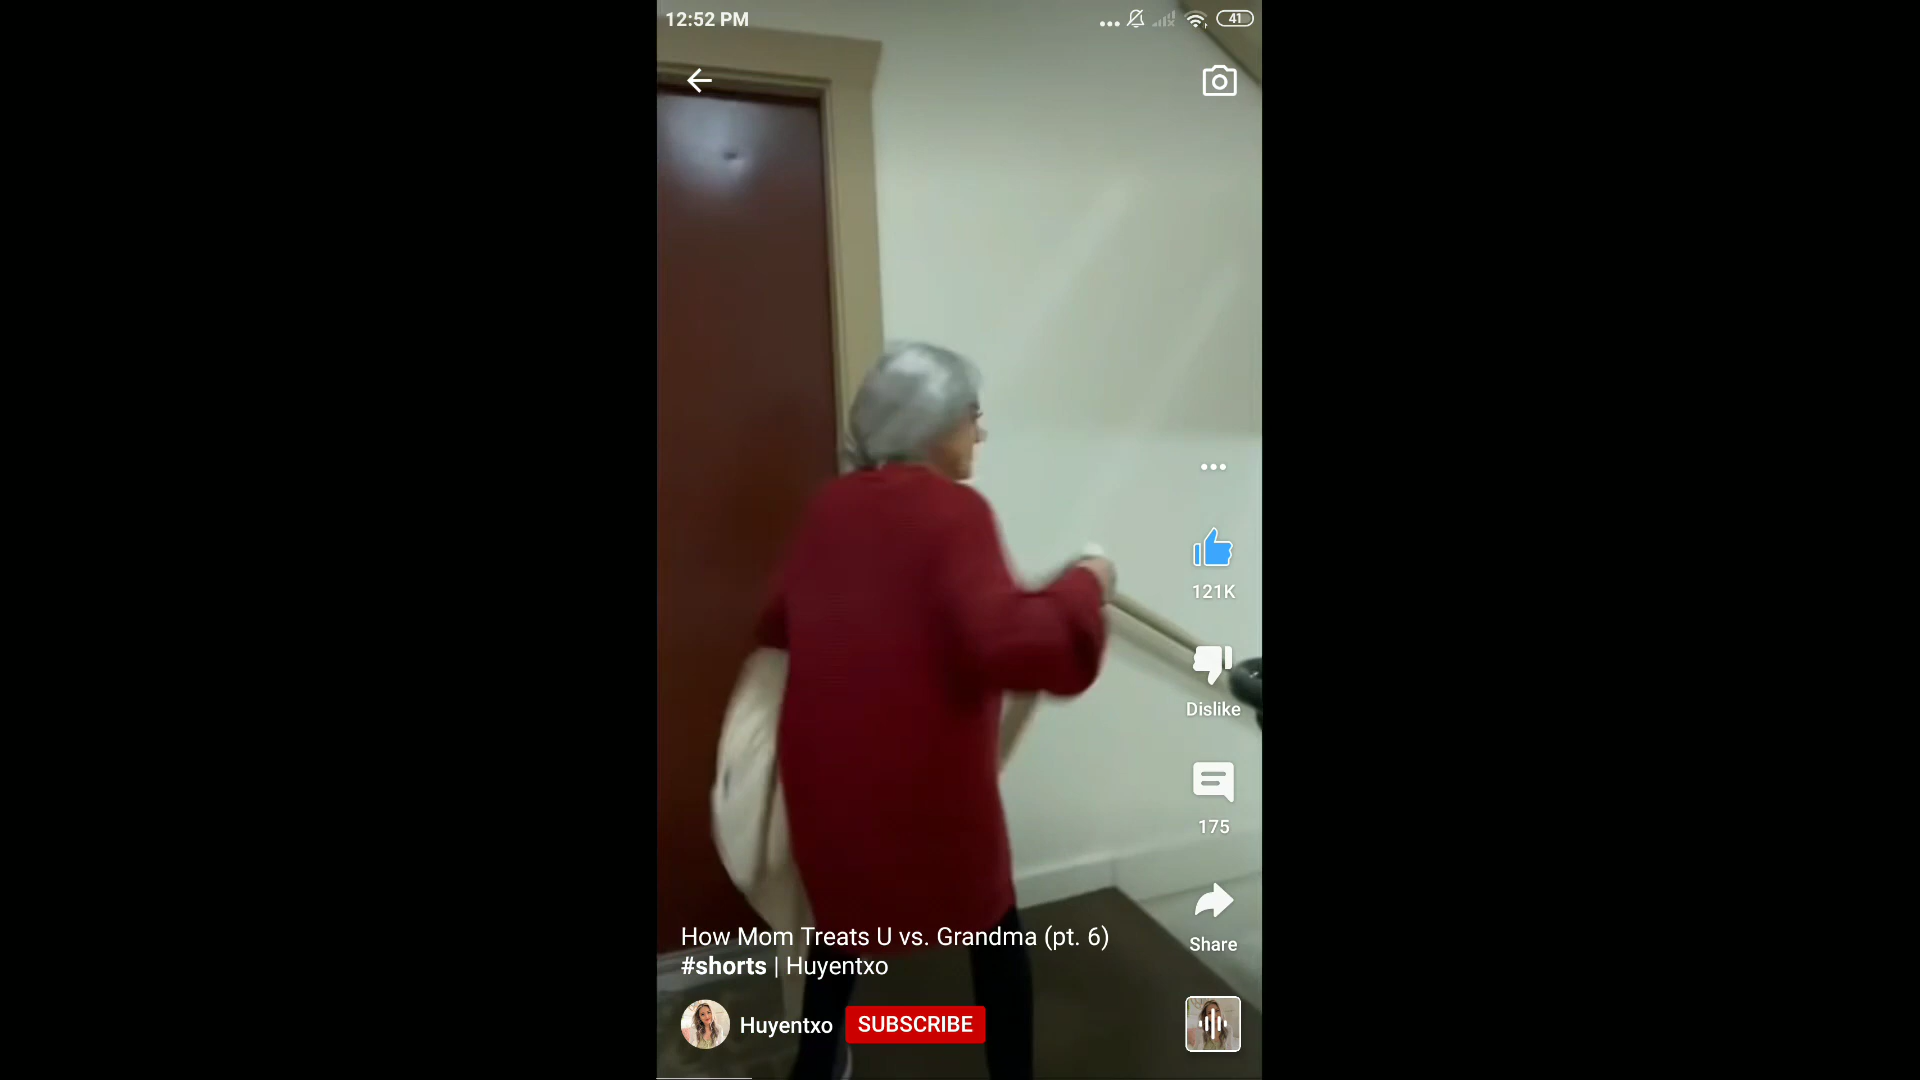 12:52 PM
41
121K
Dislike
175
Share
How Mom Treats U vs. Grandma (pt. 6)
#shorts | Huyentxo
Huyentxo
SUBSCRIBE